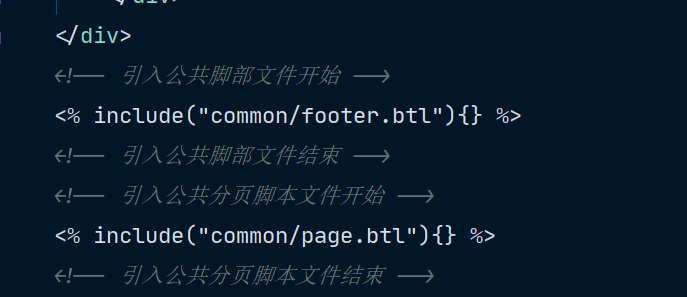 </div>
</div>
<!-- 引入公共脚部文件开始 -->
<% include("common/footer.btl"){} %>
<!-- 引入公共脚部文件结束 -->
<!-- 引入公共分页脚本文件开始 -->
<% include("common/page.btl"){} %>
<!-- 引入公共分页脚本文件结束 -->